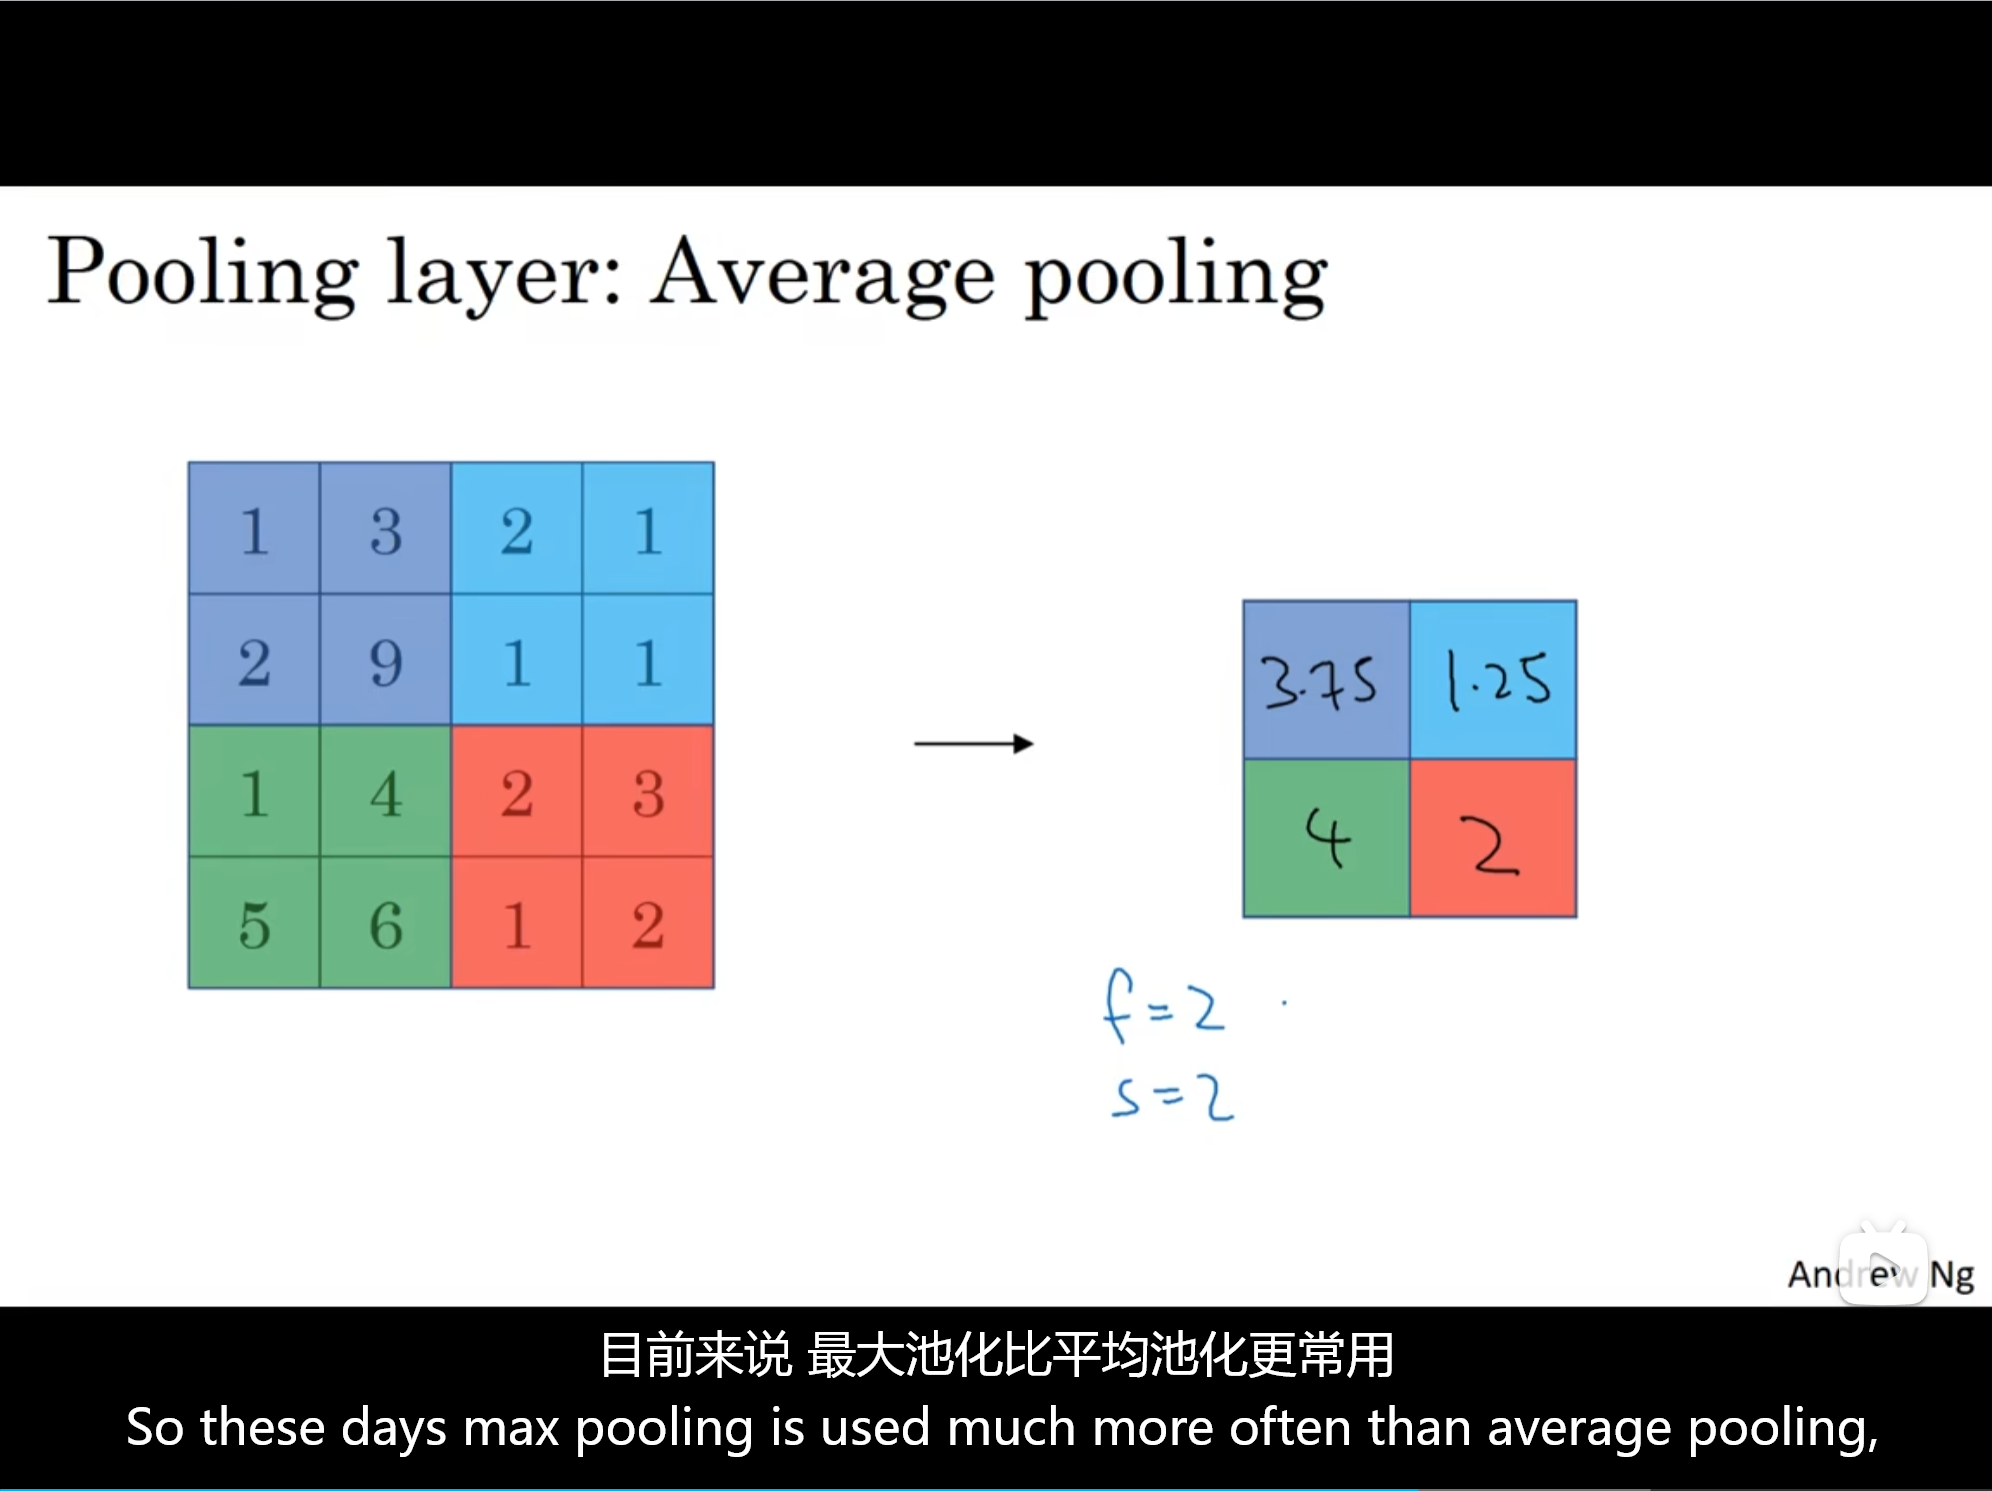 Pooling layer: Average pooling
1 3 2 1
2 9 1 1
1 4 2 3
5 6 1 2
3.75 1.25
4 2
f=2
s=2
Andrew Ng
目前来说 最大池化比平均池化更常用
So these days max pooling is used much more often than average pooling,